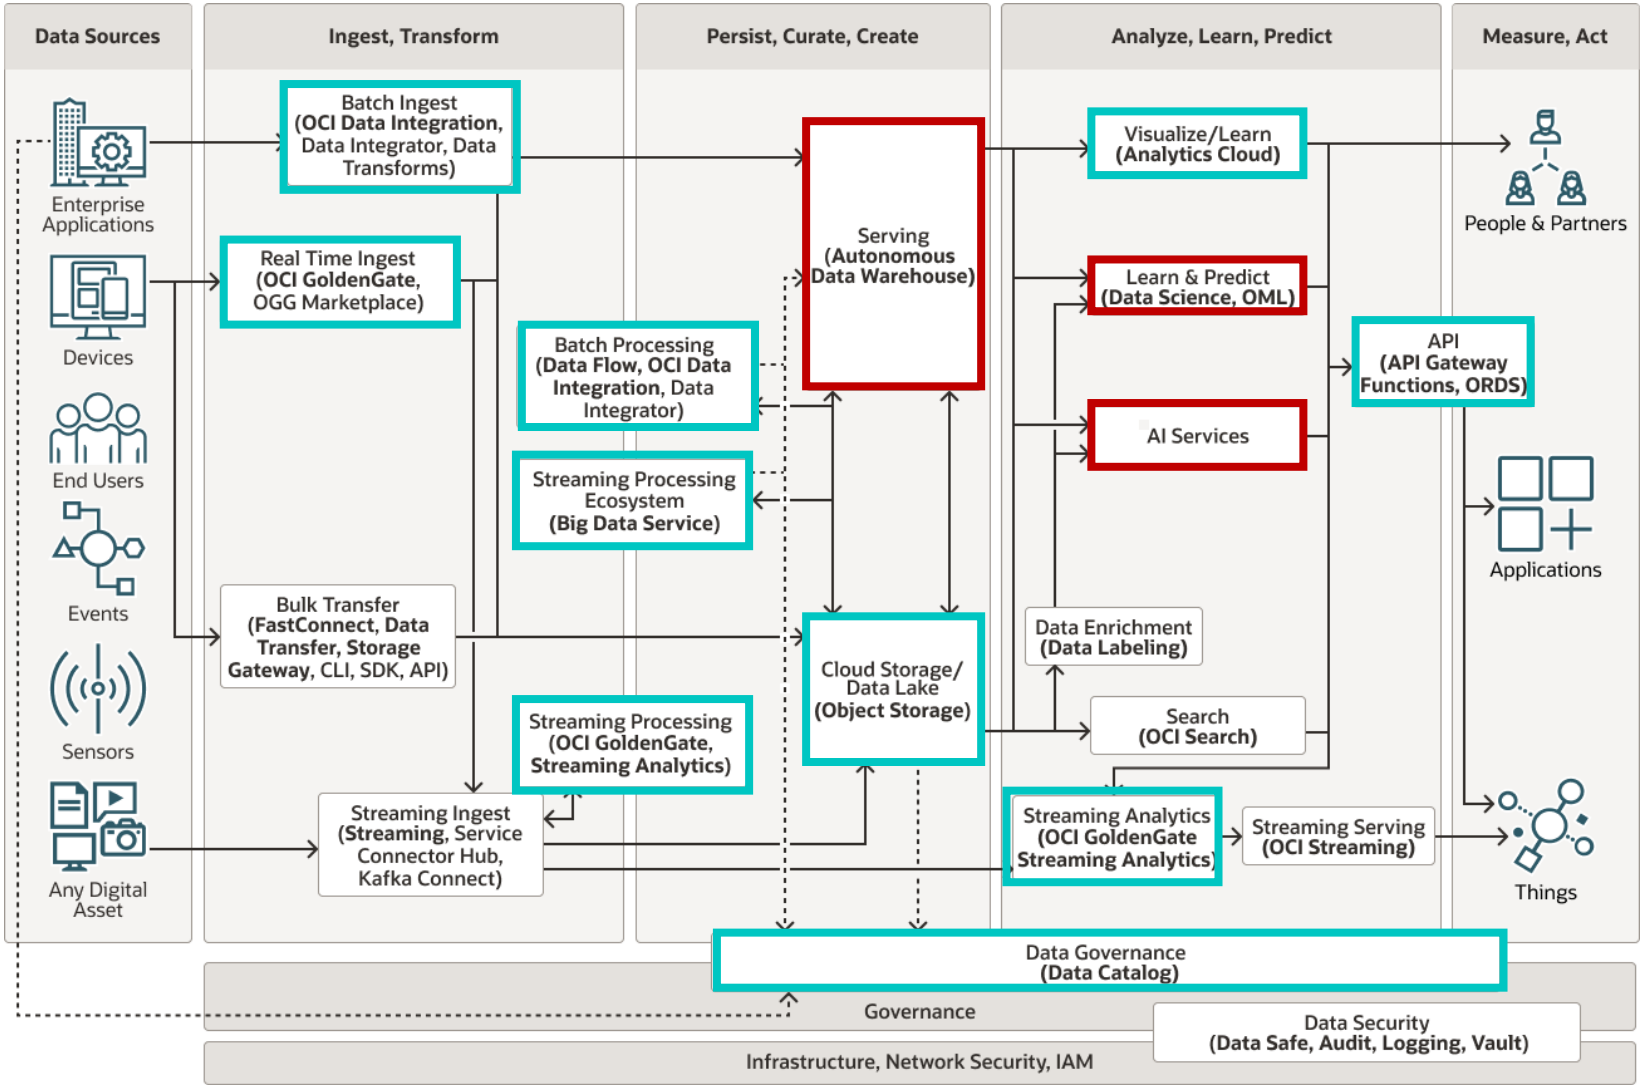 Data Sources
Ingest, Transform
Persist, Curate, Create
Analyze, Learn, Predict
Measure, Act
Enterprise
Applications
Devices
End Users
Events
Sensors
Any Digital
Asset
Batch Ingest
(OCI Data Integration,
Data Integrator, Data
Transforms)
Real Time Ingest
(OCI GoldenGate,
OGG Marketplace)
Batch Processing
(Data Flow, OCI Data
Integration, Data
Integrator)
Streaming Processing
Ecosystem
(Big Data Service)
Bulk Transfer
(FastConnect, Data
Transfer, Storage
Gateway, CLI, SDK, API)
Streaming Processing
(OCI GoldenGate,
Streaming Analytics)
Streaming Ingest
(Streaming, Service
Connector Hub,
Kafka Connect)
Serving
(Autonomous
Data Warehouse)
Cloud Storage/
Data Lake
(Object Storage)
Visualize/Learn
(Analytics Cloud)
Learn & Predict
(Data Science, OML)
AI Services
Data Enrichment
(Data Labeling)
Search
(OCI Search)
Streaming Analytics
(OCI GoldenGate
Streaming Analytics)
Streaming Serving
(OCI Streaming)
API
(API Gateway
Functions, ORDS)
People & Partners
Applications
Things
Data Governance
(Data Catalog)
Governance
Data Security
(Data Safe, Audit, Logging, Vault)
Infrastructure, Network Security, IAM